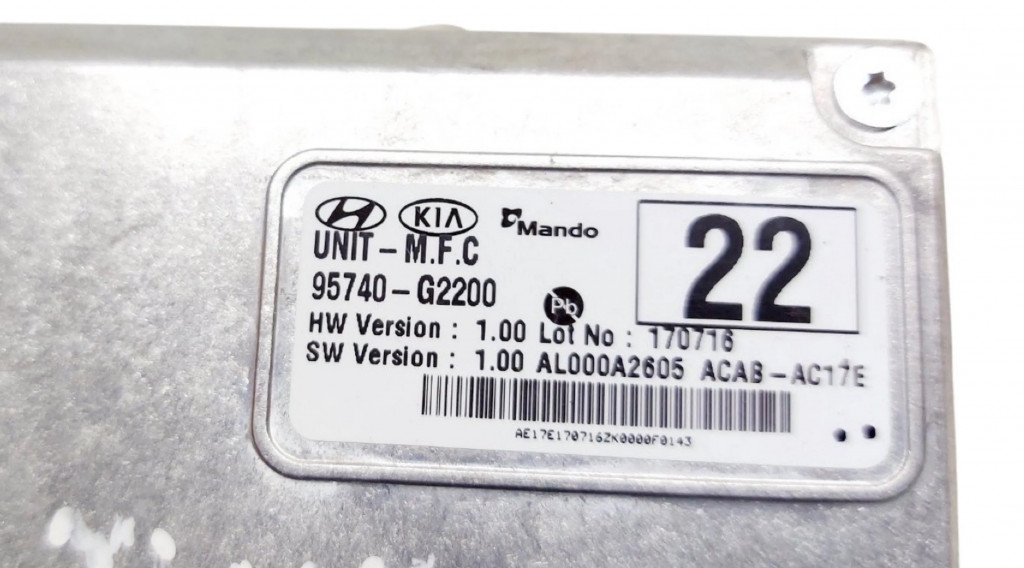 H KIA Mando
UNIT-M.F.C
95740-G2200
22
Pb
HW Version : 1.00 Lot No : 170716
SW Version : 1.00 AL000A2605 ACAB-AC17E
AE17E170716ZK0000F0143